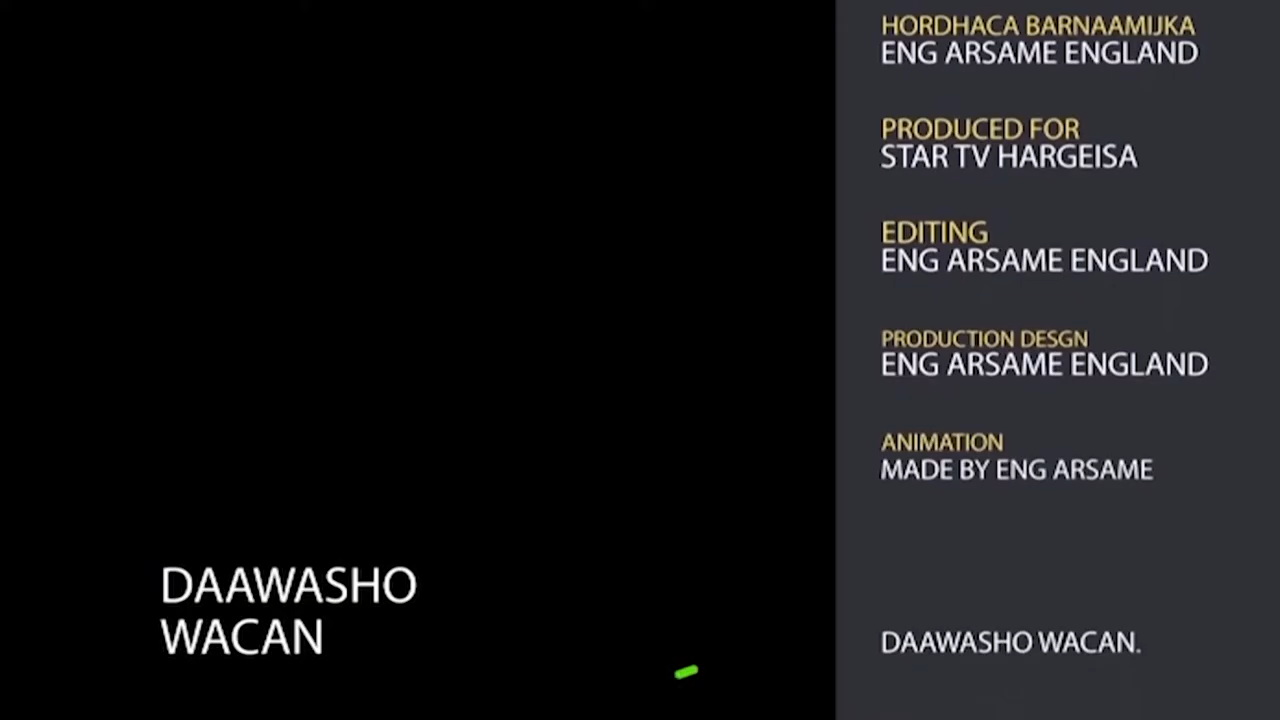 HORDHACA BARNAAMIJKA
ENG ARSAME ENGLAND
PRODUCED FOR
STAR TV HARGEISA
EDITING
ENG ARSAME ENGLAND
PRODUCTION DESGN
ENG ARSAME ENGLAND
ANIMATION
MADE BY ENG ARSAME
DAAWASHO WACAN.
DAAWASHO
WACAN